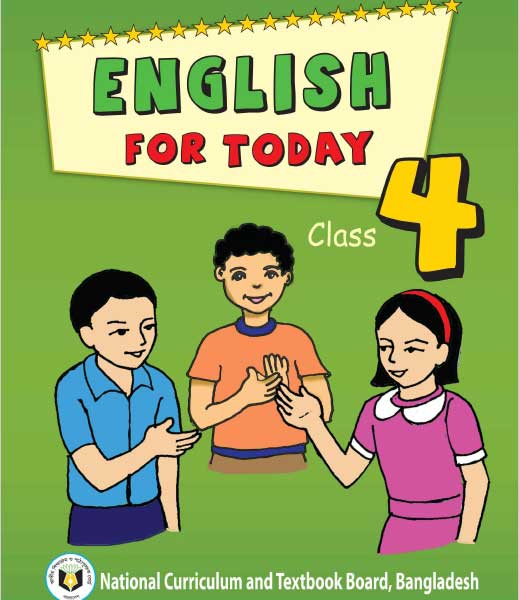 ENGLISH
FOR TODAY
Class 4
National Curriculum and Textbook Board, Bangladesh